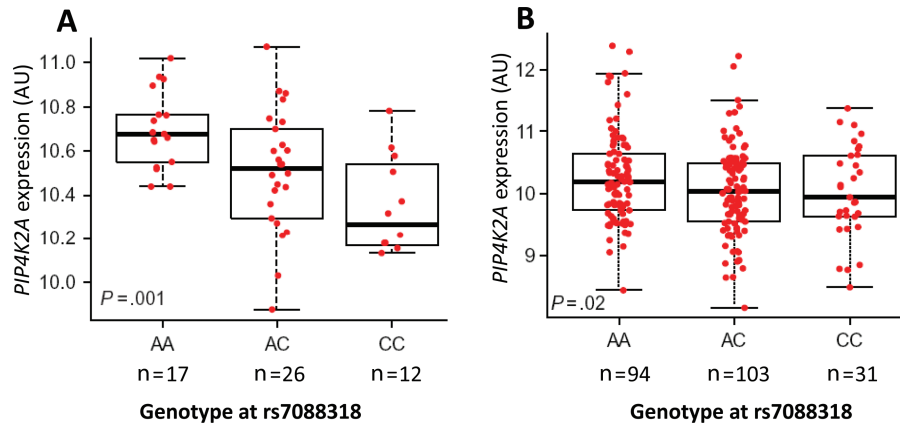 A
PIP4K2A expression (AU)
11.0
10.8
10.6
10.4
10.2
10.0
P=.001
AA
AC
CC
n=17
n=26
n=12
Genotype at rs7088318
B
PIP4K2A expression (AU)
12
11
10
9
P=.02
AA
AC
CC
n=94
n=103
n=31
Genotype at rs7088318